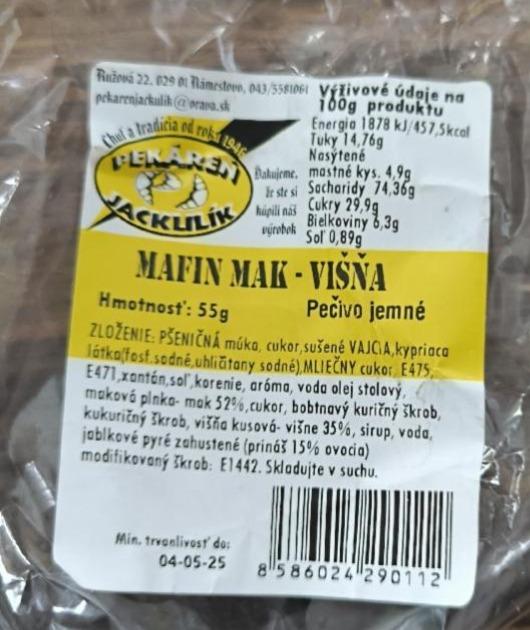 Ružová 22, 029 01 Námestovo, 043/5581061
pekarenjackulik@orava.sk
Chuť a tradícia od roku 1946
PEKÁREŇ
JACKULÍK
Ďakujeme,
že ste si
kúpili náš
výrobok
Výživové údaje na
100g produktu
Energia 1878 kJ/457,5kcal
Tuky 14,76g
Nasýtené
mastné kys. 4,9g
Sacharidy 74,36g
Cukry 29,9g
Bielkoviny 6,3g
Soľ 0,89g
MAFIN MAK - VIŠŇA
Hmotnosť: 55g
Pečivo jemné
ZLOŽENIE: PŠENIČNÁ múka, cukor,sušené VAJCIA,kypriaca
látka(fosf.sodné,uhličitany sodné),MLIEČNY cukor, E475,
E471,xantán,soľ,korenie, aróma, voda olej stolový,
maková plnka- mak 52%,cukor, bobtnavý kuričný škrob,
kukuričný škrob, višňa kusová- višne 35%, sirup, voda,
jablkové pyré zahustené (prináš 15% ovocia)
modifikovaný škrob: E1442. Skladujte v suchu.
Min. trvanlivosť do:
04-05-25
8 586024 290112